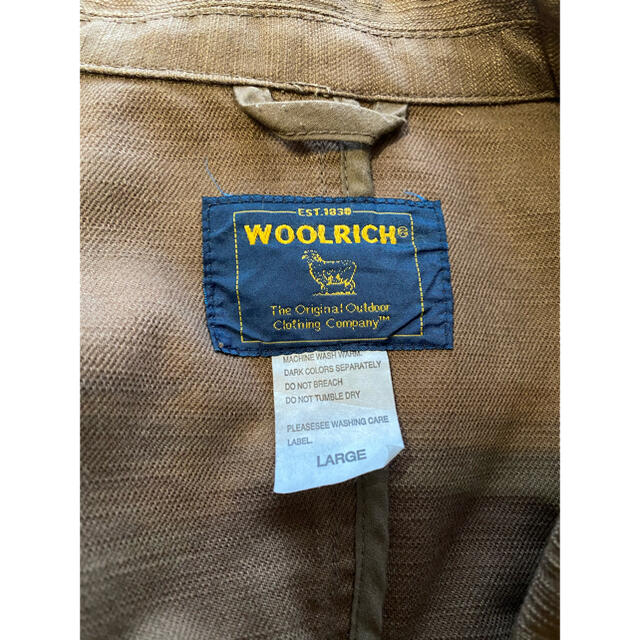 EST. 1830
WOOLRICH®
The Original Outdoor
Clothing Company™
MACHINE WASH WARM.
DARK COLORS SEPARATELY
DO NOT BREACH
DO NOT TUMBLE DRY
PLEASESEE WASHING CARE
LABEL.
LARGE